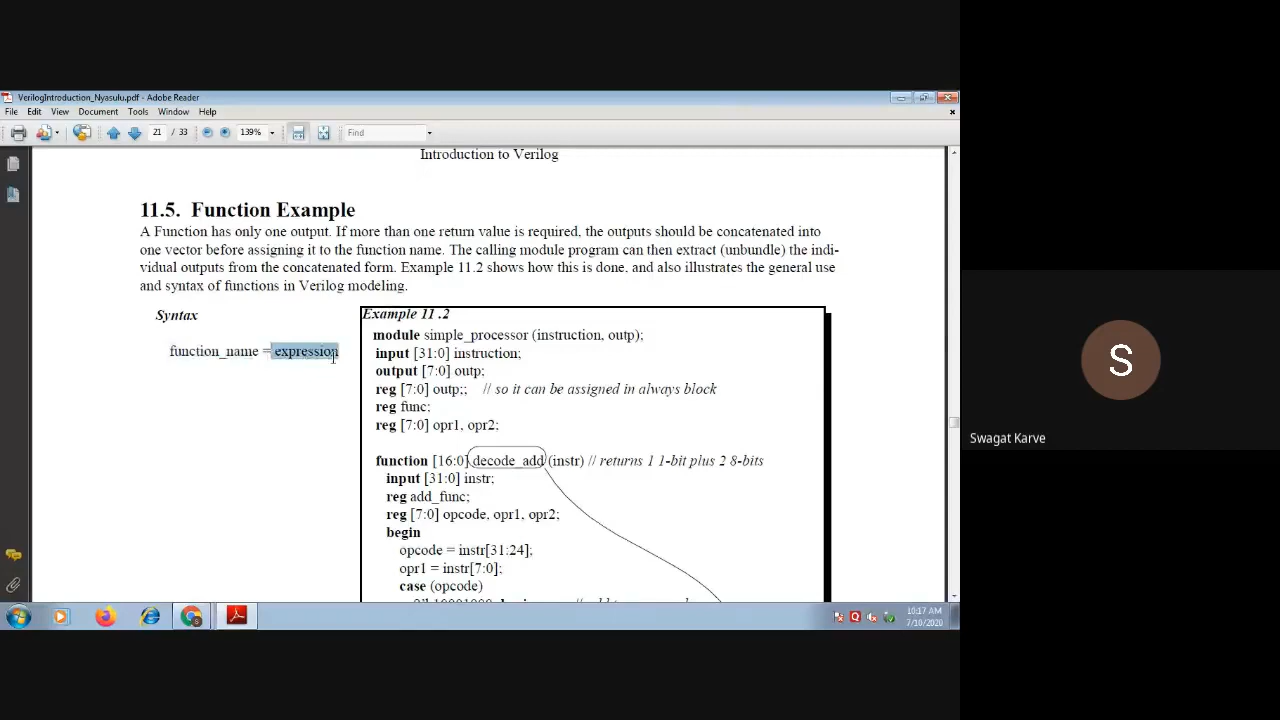 VerilogIntroduction_Nyasulu.pdf - Adobe Reader
File Edit View Document Tools Window Help
21 / 33 139% Find
Introduction to Verilog
11.5. Function Example
A Function has only one output. If more than one return value is required, the outputs should be concatenated into
one vector before assigning it to the function name. The calling module program can then extract (unbundle) the indi-
vidual outputs from the concatenated form. Example 11.2 shows how this is done, and also illustrates the general use
and syntax of functions in Verilog modeling.
Syntax
function_name = expression
Example 11 .2
module simple_processor (instruction, outp);
input [31:0] instruction;
output [7:0] outp;
reg [7:0] outp;; // so it can be assigned in always block
reg func;
reg [7:0] opr1, opr2;
function [16:0] decode_add (instr) // returns 1 1-bit plus 2 8-bits
input [31:0] instr;
reg add_func;
reg [7:0] opcode, opr1, opr2;
begin
opcode = instr[31:24];
opr1 = instr[7:0];
case (opcode)
S
Swagat Karve
10:17 AM
7/10/2020